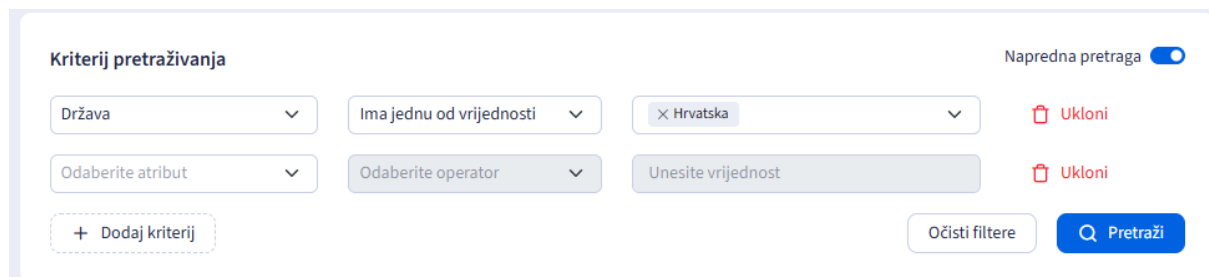 Kriterij pretraživanja
Napredna pretraga
Država
Ima jednu od vrijednosti
Hrvatska
Ukloni
Odaberite atribut
Odaberite operator
Unesite vrijednost
Ukloni
Dodaj kriterij
Očisti filtere
Pretraži